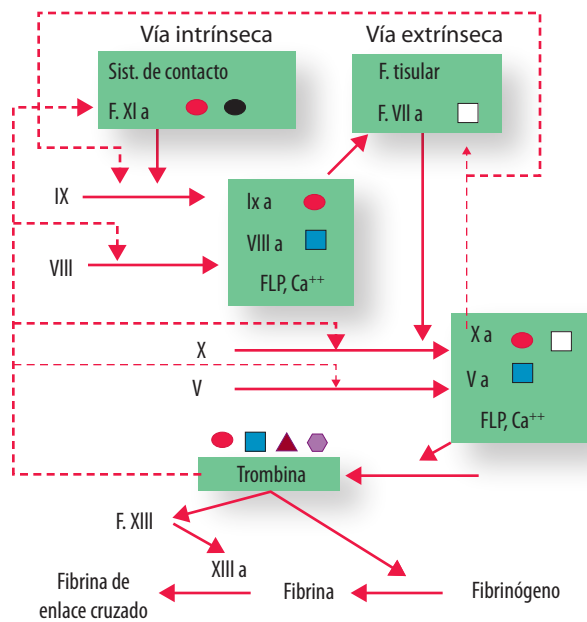 Vía intrínseca
Vía extrínseca
Sist. de contacto
F. XI a
F. tisular
F. VII a
IX
Ix a
VIII a
FLP, Ca⁺⁺
VIII
X
V
X a
V a
FLP, Ca⁺⁺
Trombina
F. XIII
XIII a
Fibrina de
enlace cruzado
Fibrina
Fibrinógeno